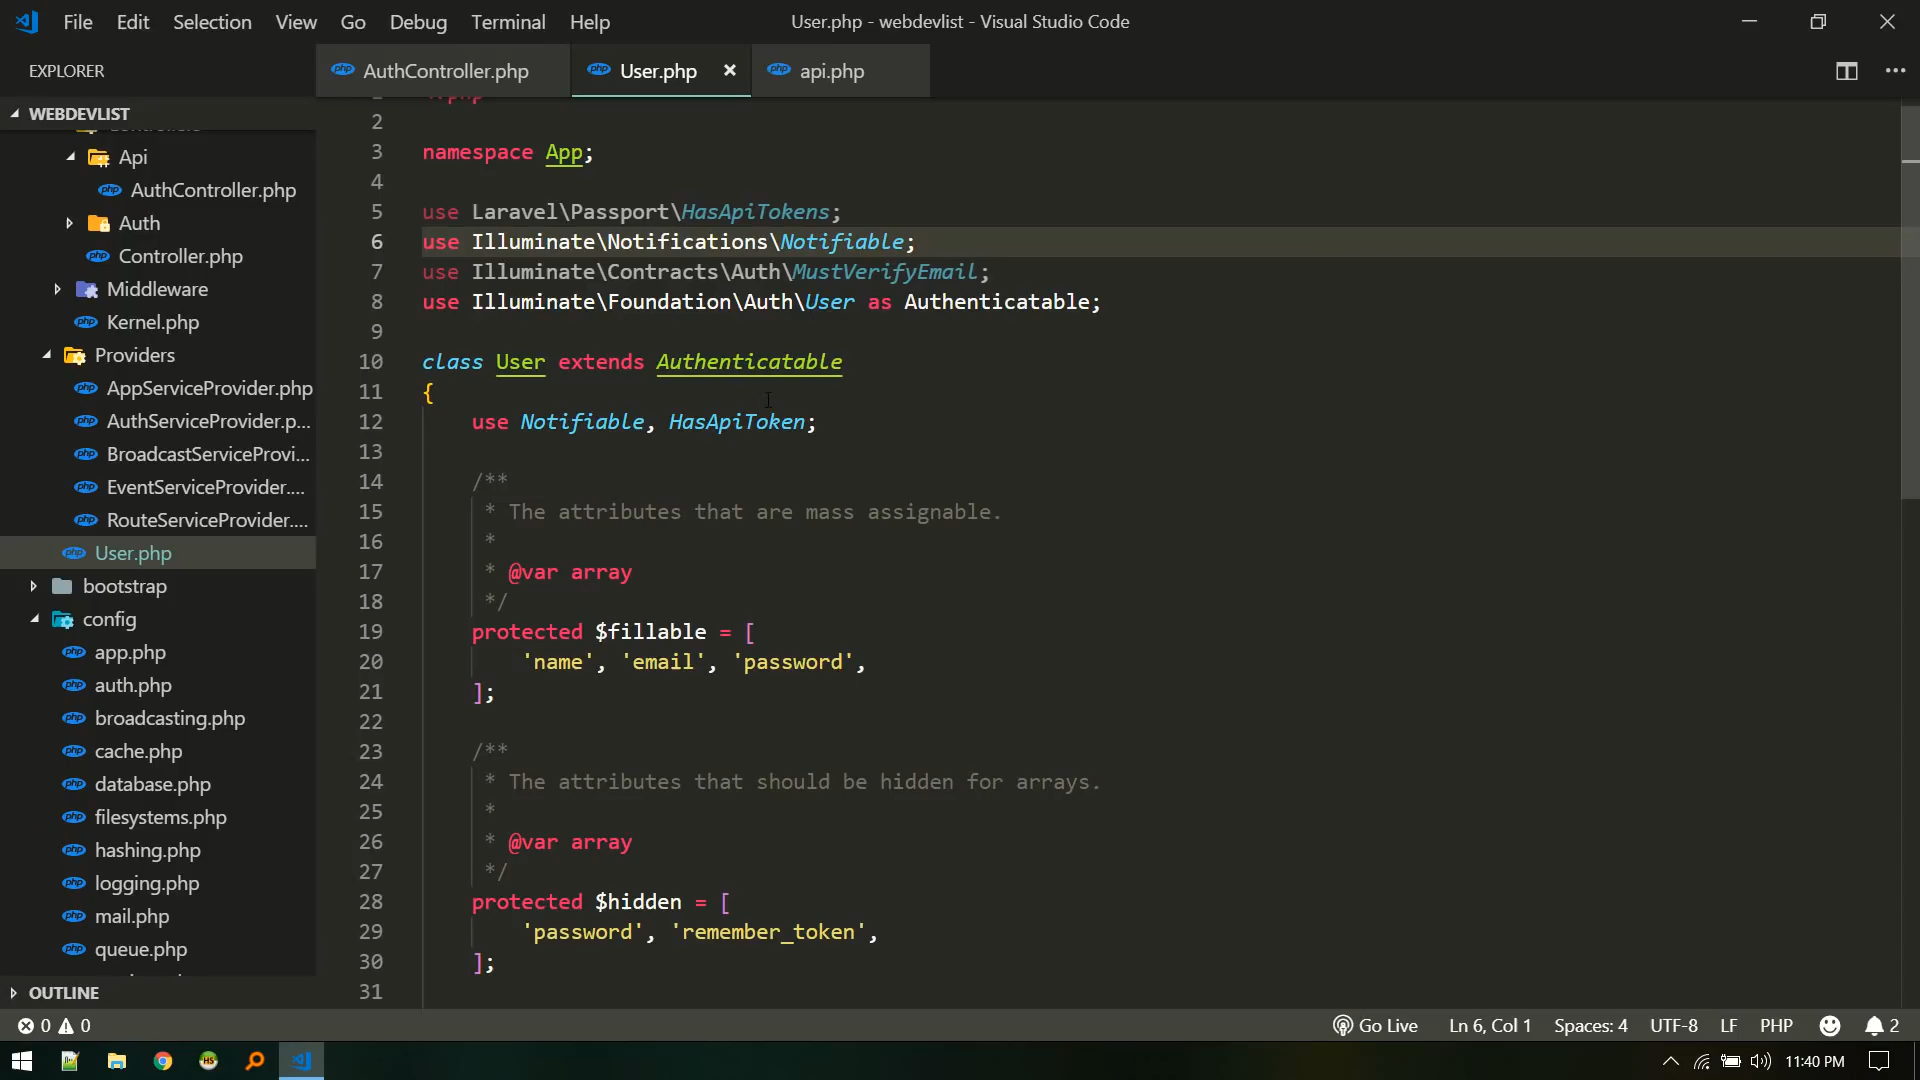 File Edit Selection View Go Debug Terminal Help
User.php - webdevlist - Visual Studio Code
EXPLORER
AuthController.php
User.php
api.php
WEBDEVLIST
Api
AuthController.php
Auth
Controller.php
Middleware
Kernel.php
Providers
AppServiceProvider.php
AuthServiceProvider.p...
BroadcastServiceProvi...
EventServiceProvider....
RouteServiceProvider....
User.php
bootstrap
config
app.php
auth.php
broadcasting.php
cache.php
database.php
filesystems.php
hashing.php
logging.php
mail.php
queue.php
OUTLINE
2
3 namespace App;
4
5 use Laravel\Passport\HasApiTokens;
6 use Illuminate\Notifications\Notifiable;
7 use Illuminate\Contracts\Auth\MustVerifyEmail;
8 use Illuminate\Foundation\Auth\User as Authenticatable;
9
10 class User extends Authenticatable
11 {
12 use Notifiable, HasApiToken;
13
14 /**
15 * The attributes that are mass assignable.
16 *
17 * @var array
18 */
19 protected $fillable = [
20 'name', 'email', 'password',
21 ];
22
23 /**
24 * The attributes that should be hidden for arrays.
25 *
26 * @var array
27 */
28 protected $hidden = [
29 'password', 'remember_token',
30 ];
31
0 0
Go Live Ln 6, Col 1 Spaces: 4 UTF-8 LF PHP 2
11:40 PM